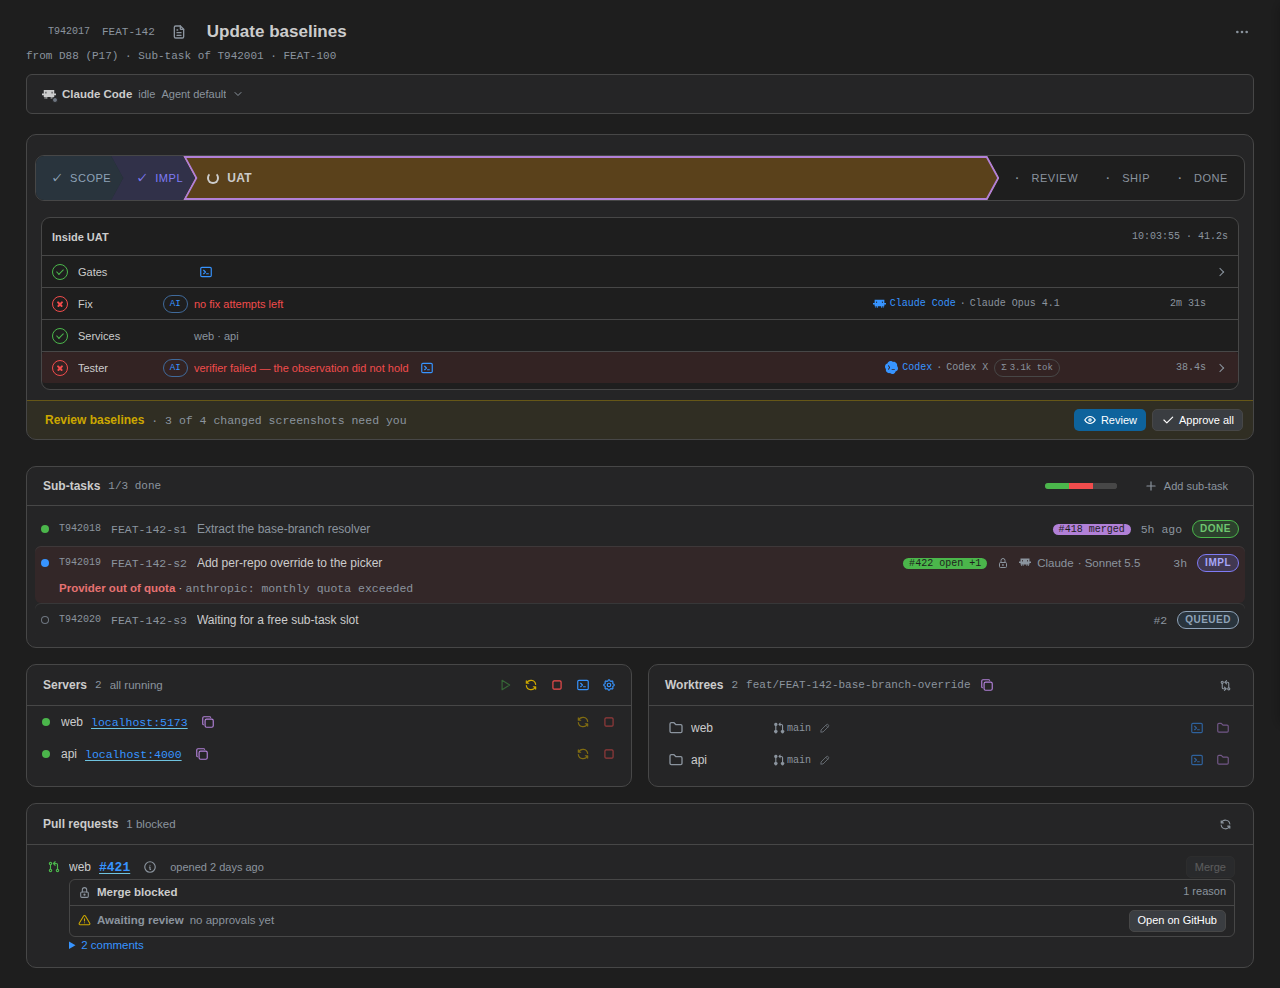 T942017 FEAT-142 Update baselines
from D88 (P17) · Sub-task of T942001 · FEAT-100
Claude Code idle Agent default
SCOPE IMPL UAT · REVIEW · SHIP · DONE
Inside UAT 10:03:55 · 41.2s
Gates
Fix AI no fix attempts left Claude Code · Claude Opus 4.1 2m 31s
Services web · api
Tester AI verifier failed — the observation did not hold Codex · Codex X Σ 3.1k tok 38.4s
Review baselines · 3 of 4 changed screenshots need you Review Approve all
Sub-tasks 1/3 done Add sub-task
T942018 FEAT-142-s1 Extract the base-branch resolver #418 merged 5h ago DONE
T942019 FEAT-142-s2 Add per-repo override to the picker #422 open +1 Claude · Sonnet 5.5 3h IMPL
Provider out of quota · anthropic: monthly quota exceeded
T942020 FEAT-142-s3 Waiting for a free sub-task slot #2 QUEUED
Servers 2 all running
web localhost:5173
api localhost:4000
Worktrees 2 feat/FEAT-142-base-branch-override
web main
api main
Pull requests 1 blocked
web #421 opened 2 days ago Merge
Merge blocked 1 reason
Awaiting review no approvals yet Open on GitHub
2 comments